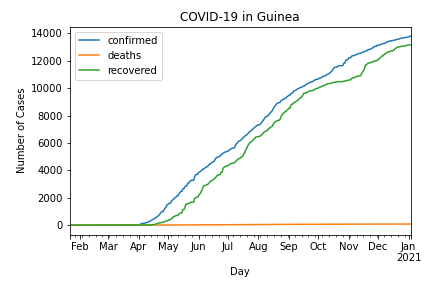 COVID-19 in Guinea
confirmed
deaths
recovered
Number of Cases
14000
12000
10000
8000
6000
4000
2000
0
Feb Mar Apr May Jun Jul Aug Sep Oct Nov Dec Jan
2021
Day